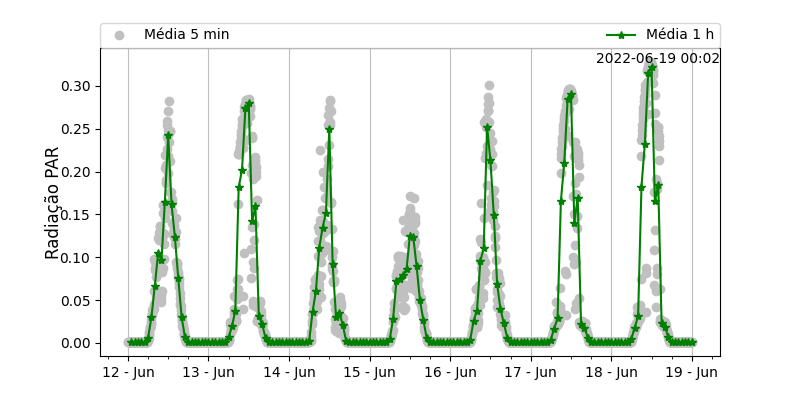 Média 5 min
Média 1 h
2022-06-19 00:02
Radiação PAR
0.30
0.25
0.20
0.15
0.10
0.05
0.00
12 - Jun
13 - Jun
14 - Jun
15 - Jun
16 - Jun
17 - Jun
18 - Jun
19 - Jun